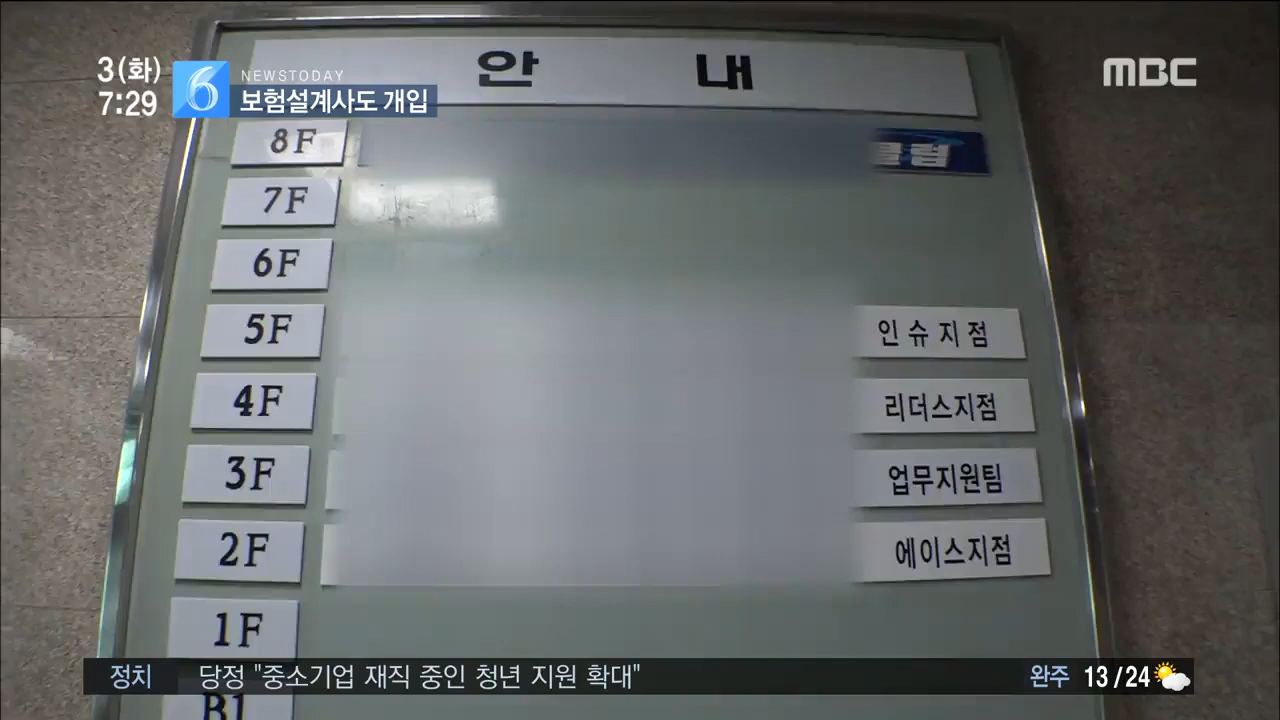 3(화)
7:29
6
NEWSTODAY
보험설계사도 개입
MBC
안 내
8F
7F
6F
5F 인슈지점
4F 리더스지점
3F 업무지원팀
2F 에이스지점
1F
정치 당정 "중소기업 재직 중인 청년 지원 확대" 완주 13/24
B1